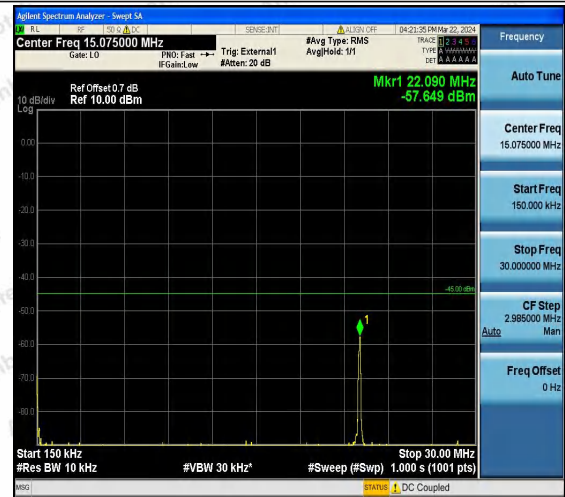 Agilent Spectrum Analyzer - Swept SA
RL RF 50 Ω DC SENSE:INT ALIGN OFF 04:21:35 PM Mar 22, 2024
Center Freq 15.075000 MHz
Gate: LO
PNO: Fast
IFGain:Low
Trig: External1
#Atten: 20 dB
#Avg Type: RMS
Avg|Hold: 1/1
TRACE 1 2 3 4 5 6
TYPE A
DET A A A A A A
Mkr1 22.090 MHz
-57.649 dBm
Ref Offset 0.7 dB
10 dB/div Ref 10.00 dBm
Log
0.00
-10.0
-20.0
-30.0
-45.00 dBm
-40.0
-50.0
1
-60.0
-70.0
-80.0
Start 150 kHz Stop 30.00 MHz
#Res BW 10 kHz #VBW 30 kHz* #Sweep (#Swp) 1.000 s (1001 pts)
MSG STATUS DC Coupled
Frequency
Auto Tune
Center Freq
15.075000 MHz
Start Freq
150.000 kHz
Stop Freq
30.000000 MHz
CF Step
2.985000 MHz
Auto Man
Freq Offset
0 Hz